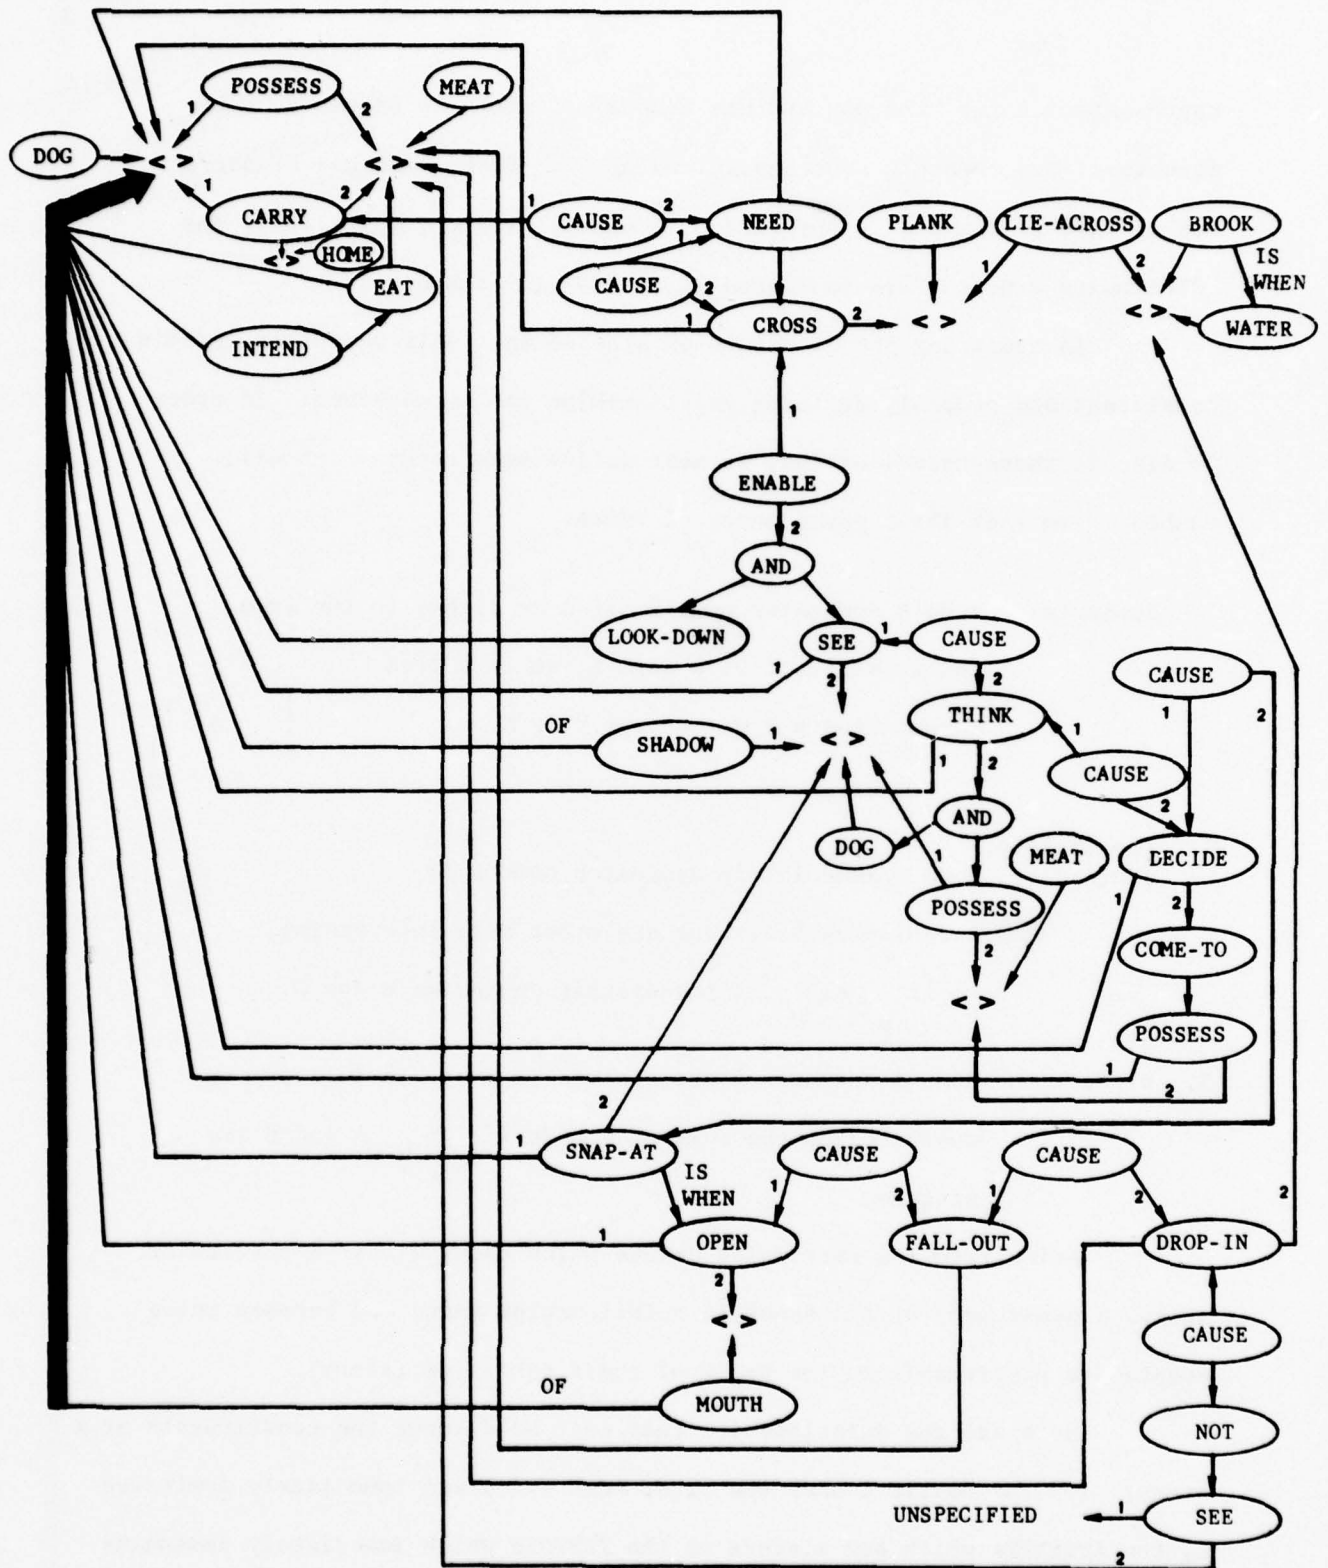 POSSESS MEAT
1 2
DOG < > < >
1 2
CARRY 1 CAUSE 2 NEED PLANK LIE-ACROSS BROOK
< > HOME 1 1 2 IS
WHEN
EAT CAUSE 2
1 CROSS 2 < > < > WATER
INTEND
1
ENABLE
2
AND
LOOK-DOWN SEE 1 CAUSE
1 2 2 CAUSE
THINK 1 2
OF SHADOW 1 < > 1 2 1
CAUSE
2
DOG AND
1 MEAT DECIDE
POSSESS 1 2
2 COME-TO
< >
POSSESS
1
2 2
1 SNAP-AT CAUSE CAUSE
IS
WHEN 1 2 1 2 2
1 OPEN FALL-OUT DROP-IN
2
< >
CAUSE
OF
MOUTH
NOT
UNSPECIFIED 1 SEE
2